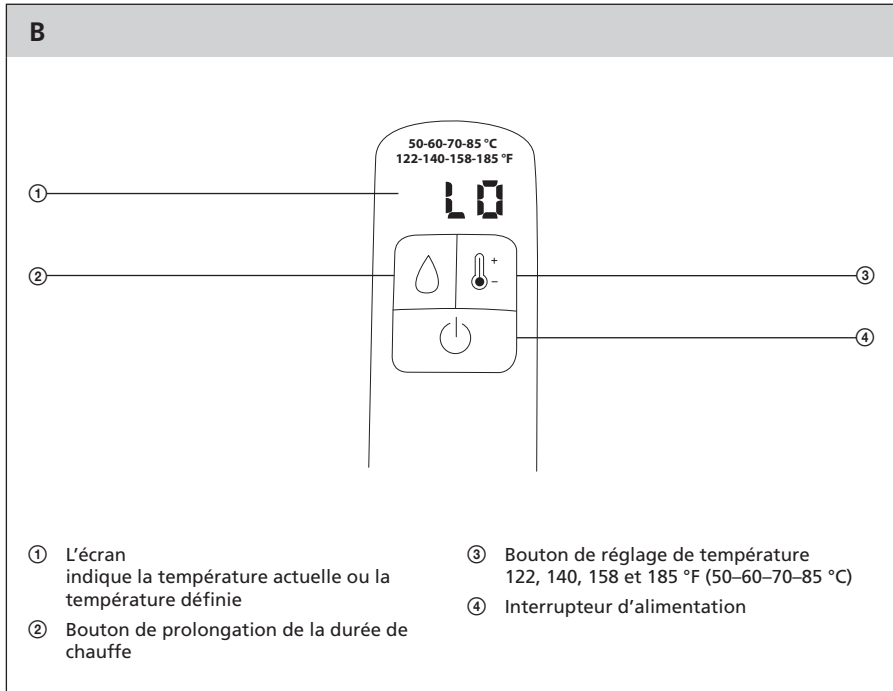 B
50-60-70-85 °C
122-140-158-185 °F
①
LO
②
+
−
③
④
① L’écran
indique la température actuelle ou la
température définie
② Bouton de prolongation de la durée de
chauffe
③ Bouton de réglage de température
122, 140, 158 et 185 °F (50–60–70–85 °C)
④ Interrupteur d’alimentation